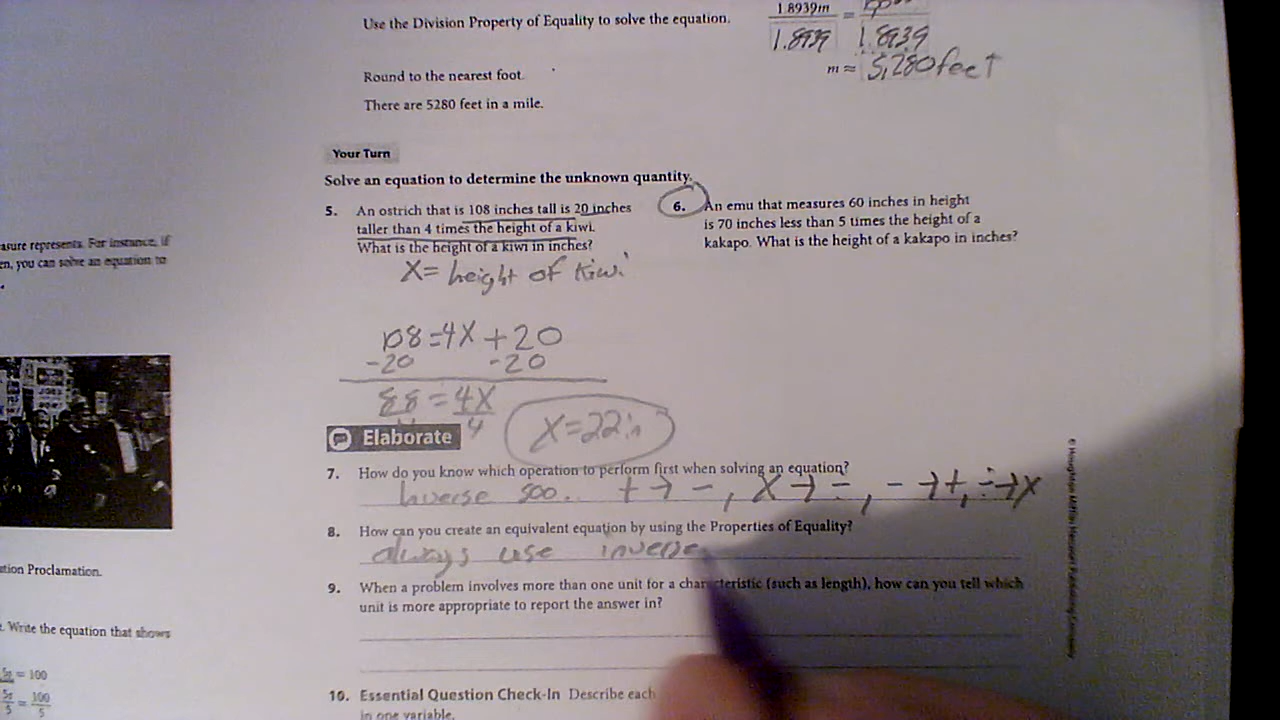 Use the Division Property of Equality to solve the equation.
1.8939m =
1.8939 1.8939
m ≈ 5,280 feet
Round to the nearest foot.
There are 5280 feet in a mile.
Your Turn
Solve an equation to determine the unknown quantity.
5. An ostrich that is 108 inches tall is 20 inches
taller than 4 times the height of a kiwi.
What is the height of a kiwi in inches?
X = height of kiwi
108 = 4X + 20
-20 -20
88 = 4X
4
X = 22 in
6. An emu that measures 60 inches in height
is 70 inches less than 5 times the height of a
kakapo. What is the height of a kakapo in inches?
asure represents. For instance, if
en, you can solve an equation to
Elaborate
7. How do you know which operation to perform first when solving an equation?
Inverse + → -, X → ÷, - → +, ÷ → X
8. How can you create an equivalent equation by using the Properties of Equality?
always use inverse
9. When a problem involves more than one unit for a characteristic (such as length), how can you tell which
unit is more appropriate to report the answer in?
10. Essential Question Check-In Describe each
in one variable.
ation Proclamation.
. Write the equation that shows
5s = 100
5s/5 = 100/5
© Houghton Mifflin Harcourt Publishing Company